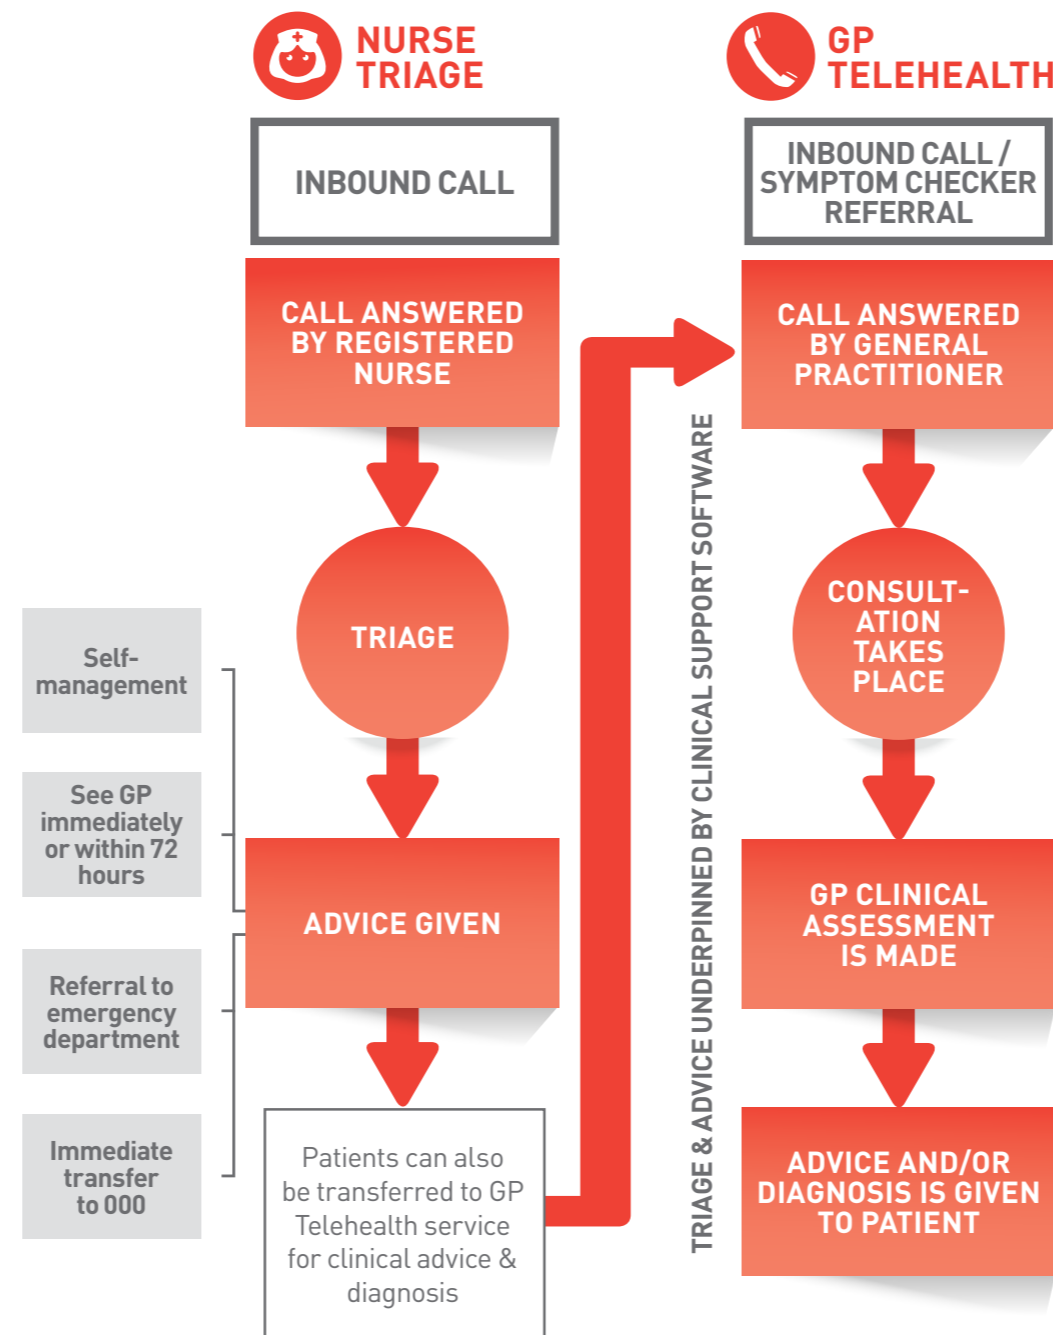 NURSE
TRIAGE
INBOUND CALL
CALL ANSWERED
BY REGISTERED
NURSE
TRIAGE
Self-
management
See GP
immediately
or within 72
hours
ADVICE GIVEN
Referral to
emergency
department
Immediate
transfer
to 000
Patients can also
be transferred to GP
Telehealth service
for clinical advice &
diagnosis
TRIAGE & ADVICE UNDERPINNED BY CLINICAL SUPPORT SOFTWARE
GP
TELEHEALTH
INBOUND CALL /
SYMPTOM CHECKER
REFERRAL
CALL ANSWERED
BY GENERAL
PRACTITIONER
CONSULT-
ATION
TAKES
PLACE
GP CLINICAL
ASSESSMENT
IS MADE
ADVICE AND/OR
DIAGNOSIS IS GIVEN
TO PATIENT